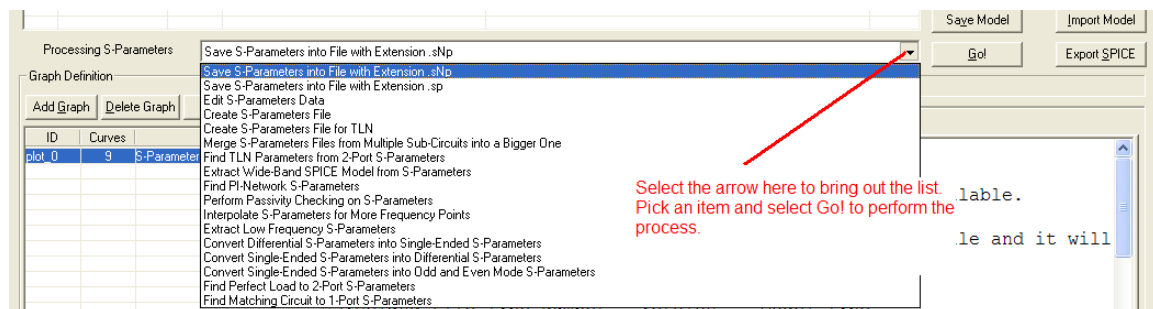 Save Model
Import Model
Processing S-Parameters
Save S-Parameters into File with Extension .sNp
Go!
Export SPICE
Graph Definition
Add Graph
Delete Graph
ID
Curves
plot_0
9
S-Parameter
Save S-Parameters into File with Extension .sNp
Save S-Parameters into File with Extension .sp
Edit S-Parameters Data
Create S-Parameters File
Create S-Parameters File for TLN
Merge S-Parameters Files from Multiple Sub-Circuits into a Bigger One
Find TLN Parameters from 2-Port S-Parameters
Extract Wide-Band SPICE Model from S-Parameters
Find PI-Network S-Parameters
Perform Passivity Checking on S-Parameters
Interpolate S-Parameters for More Frequency Points
Extract Low Frequency S-Parameters
Convert Differential S-Parameters into Single-Ended S-Parameters
Convert Single-Ended S-Parameters into Differential S-Parameters
Convert Single-Ended S-Parameters into Odd and Even Mode S-Parameters
Find Perfect Load to 2-Port S-Parameters
Find Matching Circuit to 1-Port S-Parameters
Select the arrow here to bring out the list.
Pick an item and select Go! to perform the
process.
lable.
le and it will